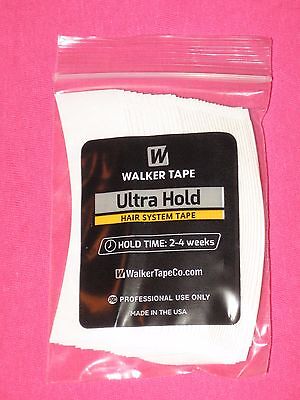 W
WALKER TAPE
Ultra Hold
HAIR SYSTEM TAPE
HOLD TIME: 2-4 weeks
W WalkerTapeCo.com
PROFESSIONAL USE ONLY
MADE IN THE USA